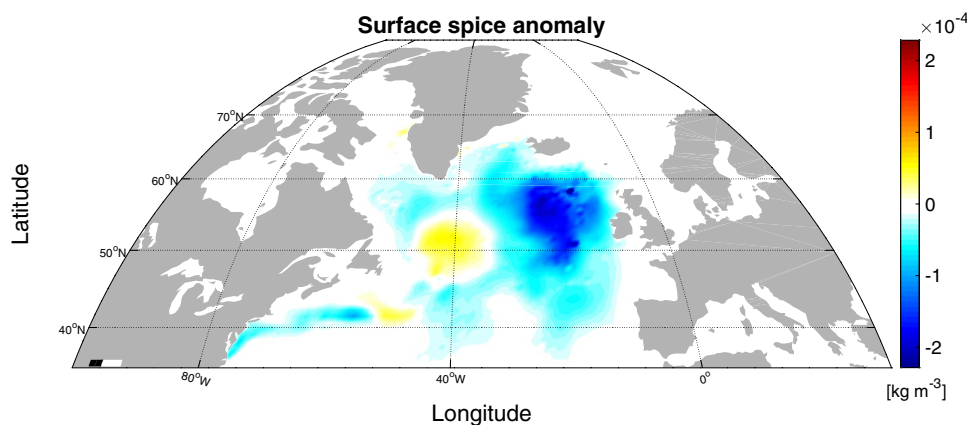 Surface spice anomaly
×10⁻⁴
2
1
0
-1
-2
[kg m⁻³]
70°N
60°N
50°N
40°N
80°W
40°W
0°
Latitude
Longitude